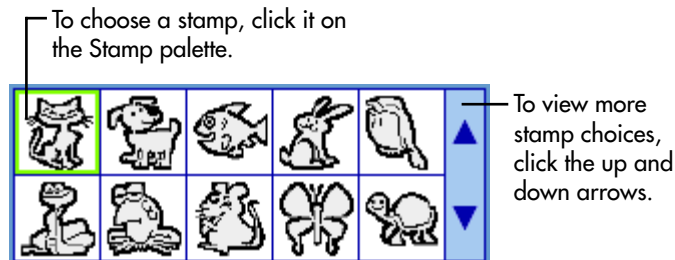 To choose a stamp, click it on
the Stamp palette.
To view more
stamp choices,
click the up and
down arrows.